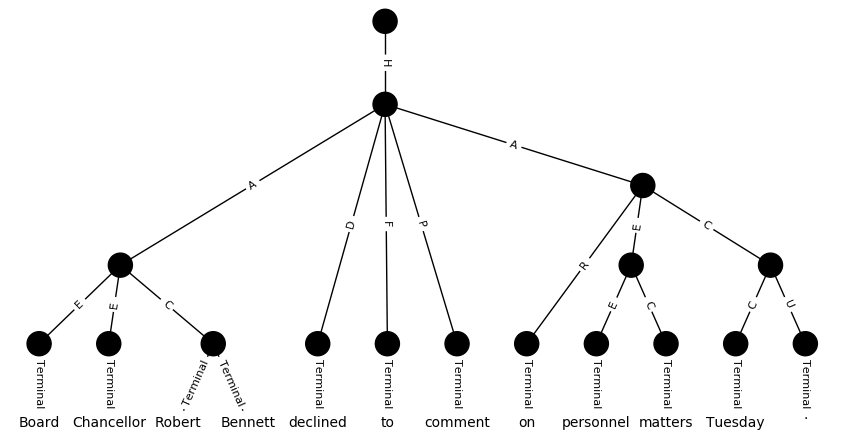 H
A
A
D
F
P
E
C
R
E
E
C
E
C
C
U
Terminal
Terminal
Terminal
Terminal
Terminal
Terminal
Terminal
Terminal
Terminal
Terminal
Terminal
Terminal
Board Chancellor Robert Bennett declined to comment on personnel matters Tuesday .